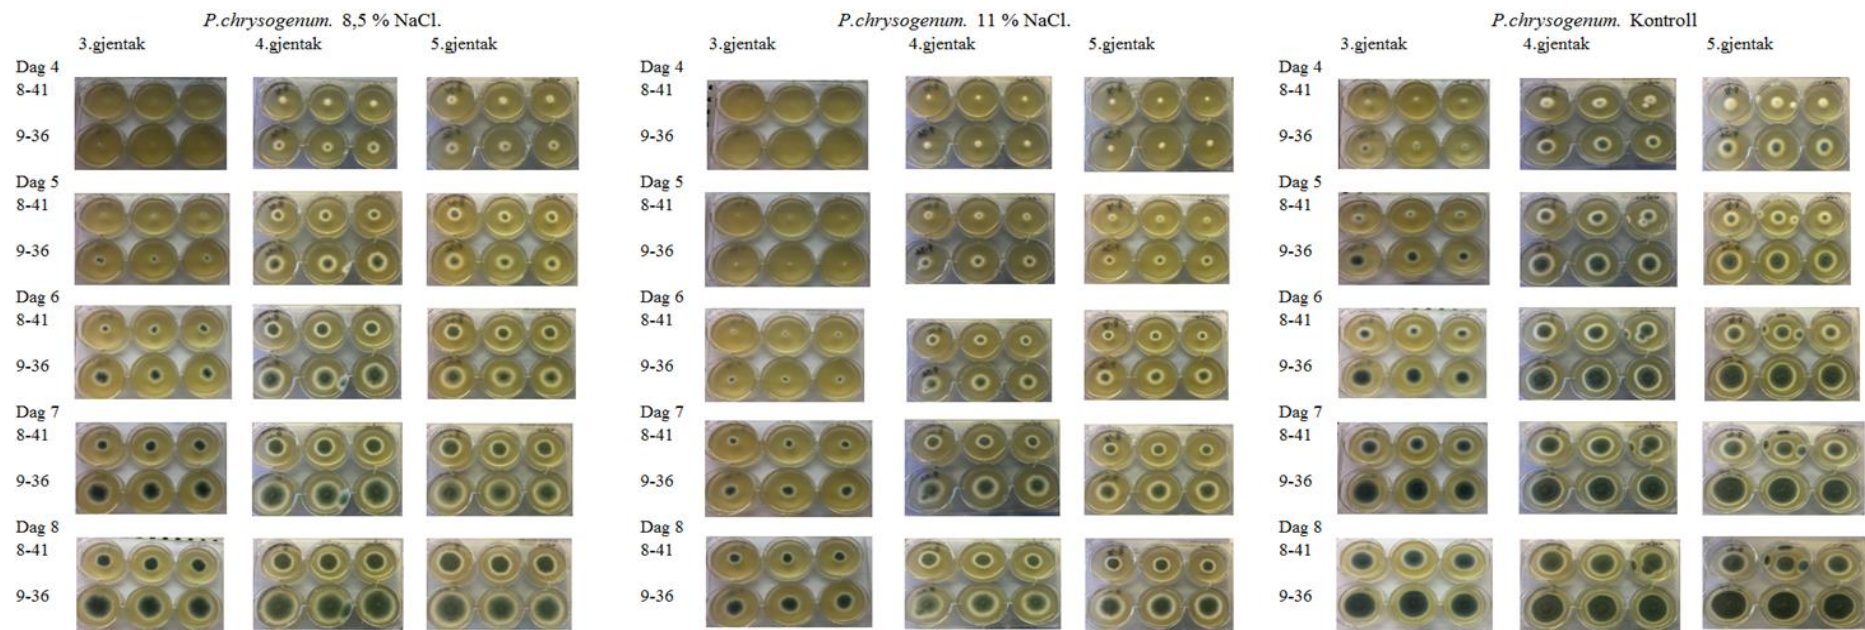 P.chrysogenum. 8,5 % NaCl.
3.gjentak 4.gjentak 5.gjentak
Dag 4
8-41
9-36
Dag 5
8-41
9-36
Dag 6
8-41
9-36
Dag 7
8-41
9-36
Dag 8
8-41
9-36
P.chrysogenum. 11 % NaCl.
3.gjentak 4.gjentak 5.gjentak
Dag 4
8-41
9-36
Dag 5
8-41
9-36
Dag 6
8-41
9-36
Dag 7
8-41
9-36
Dag 8
8-41
9-36
P.chrysogenum. Kontroll
3.gjentak 4.gjentak 5.gjentak
Dag 4
8-41
9-36
Dag 5
8-41
9-36
Dag 6
8-41
9-36
Dag 7
8-41
9-36
Dag 8
8-41
9-36